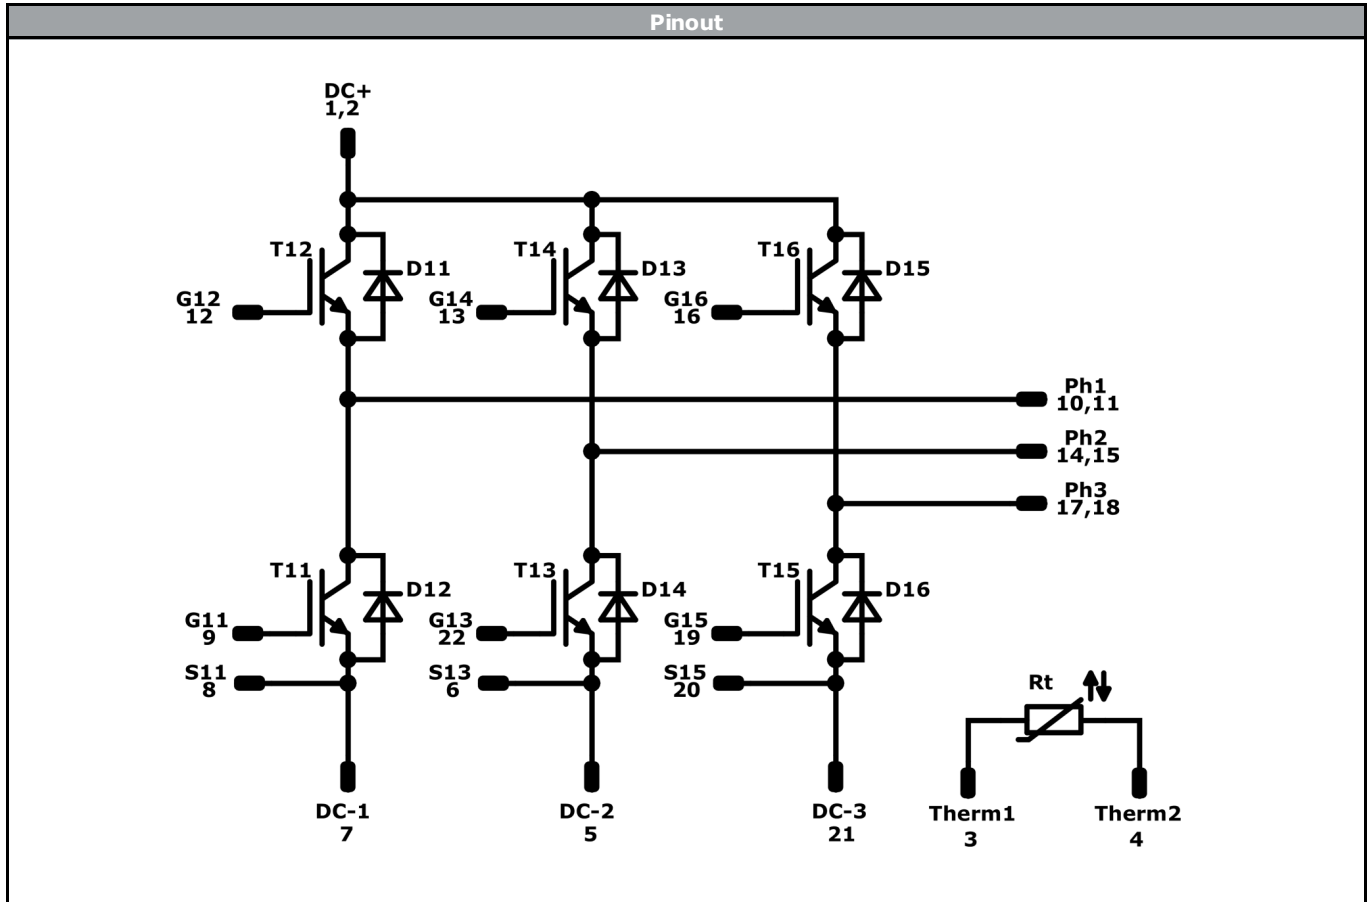 Pinout
DC+
1,2
T12
D11
T14
D13
T16
D15
G12
12
G14
13
G16
16
Ph1
10,11
Ph2
14,15
Ph3
17,18
T11
D12
T13
D14
T15
D16
G11
9
G13
22
G15
19
S11
8
S13
6
S15
20
Rt
DC-1
7
DC-2
5
DC-3
21
Therm1
3
Therm2
4